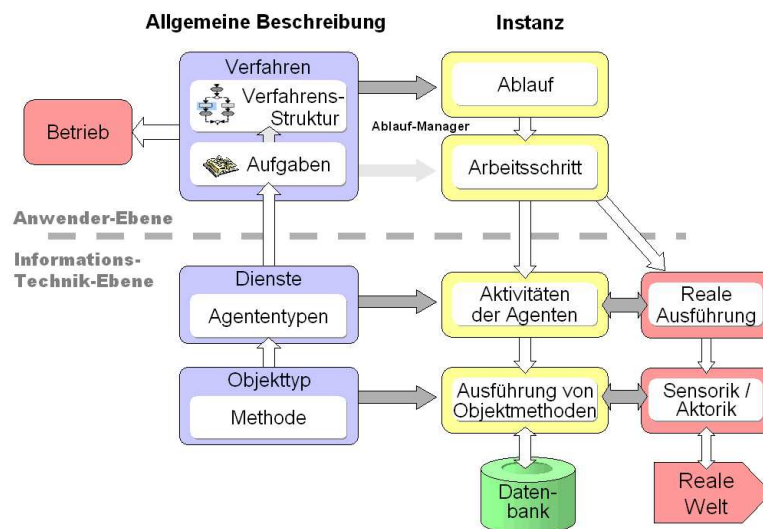 Allgemeine Beschreibung
Instanz
Verfahren
Verfahrens-
Struktur
Aufgaben
Betrieb
Ablauf-Manager
Ablauf
Arbeitsschritt
Anwender-Ebene
Informations-
Technik-Ebene
Dienste
Agententypen
Aktivitäten
der Agenten
Reale
Ausführung
Objekttyp
Methode
Ausführung von
Objektmethoden
Sensorik /
Aktorik
Daten-
bank
Reale
Welt